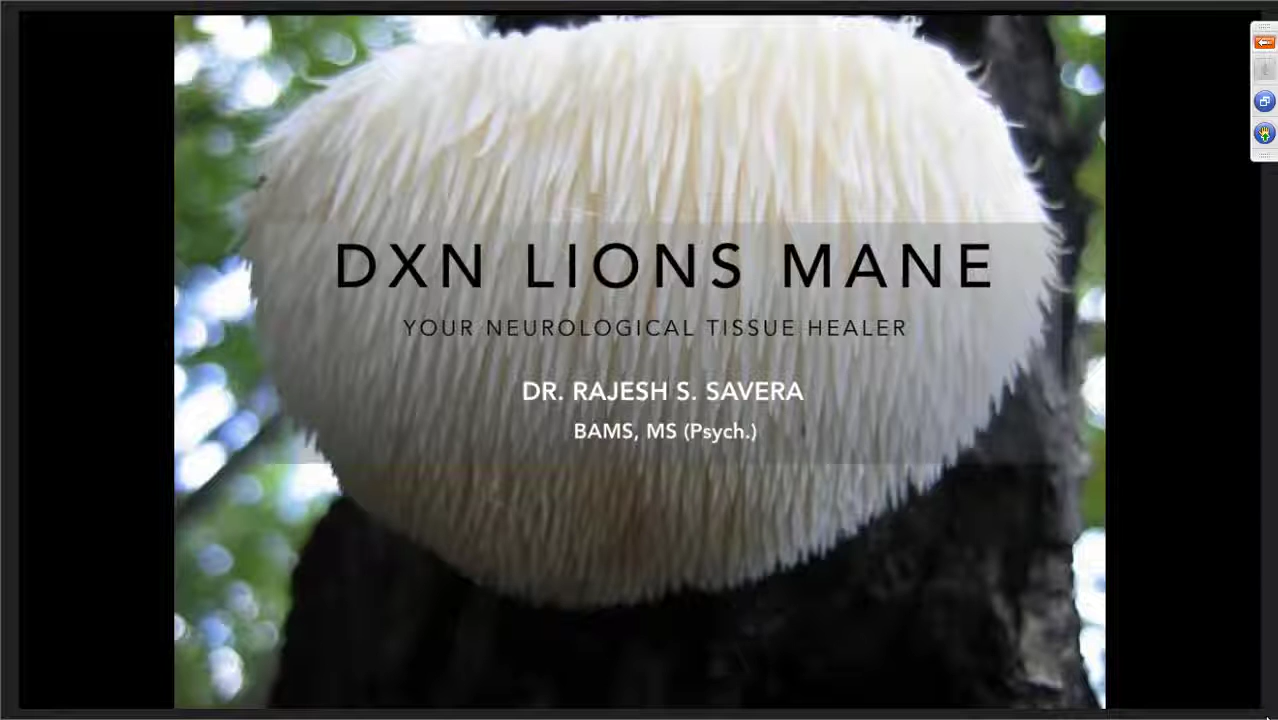 DXN LIONS MANE
YOUR NEUROLOGICAL TISSUE HEALER
DR. RAJESH S. SAVERA
BAMS, MS (Psych.)